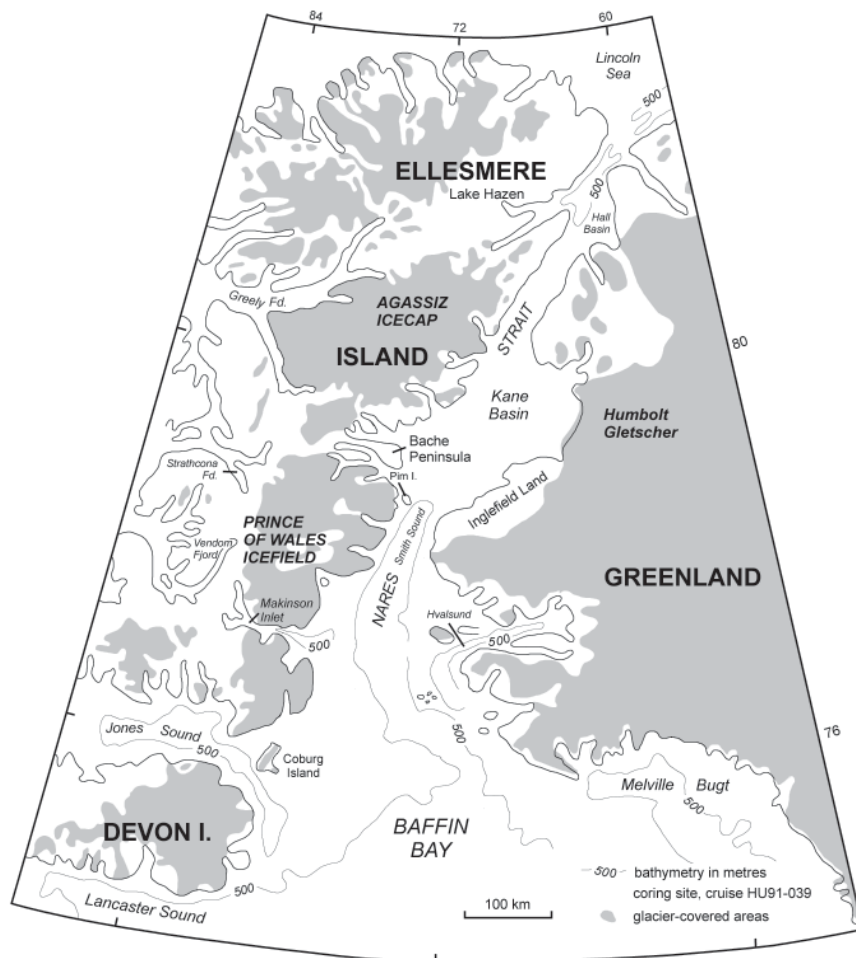 84
72
60
Lincoln
Sea
500
ELLESMERE
Lake Hazen
500
Hall
Basin
Greely Fd.
AGASSIZ
ICECAP
STRAIT
ISLAND
80
Kane
Basin
Humbolt
Gletscher
Bache
Peninsula
Strathcona
Fd.
Pim I.
Inglefield Land
PRINCE
OF WALES
ICEFIELD
Vendom
Fjord
Smith Sound
NARES
GREENLAND
Makinson
Inlet
Hvalsund
500
500
Jones Sound
500
Coburg
Island
500
76
Melville Bugt
500
DEVON I.
BAFFIN
BAY
500
Lancaster Sound
100 km
500 bathymetry in metres
coring site, cruise HU91-039
glacier-covered areas